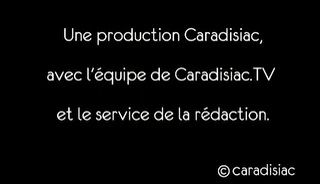 Une production Caradisiac,
avec l'équipe de Caradisiac.TV
et le service de la rédaction.
© caradisiac